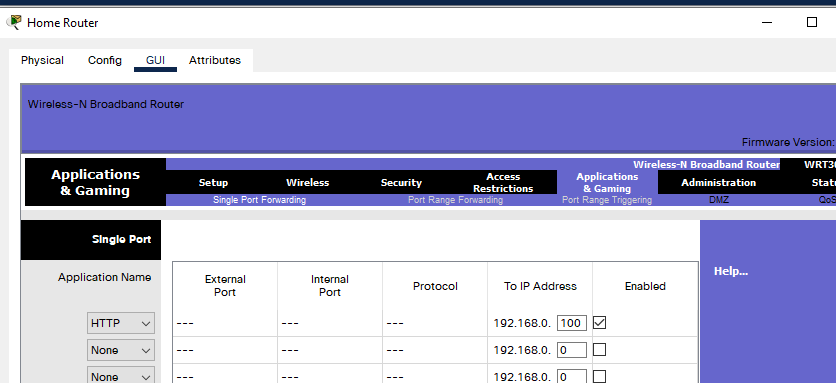 Home Router
Physical Config GUI Attributes
Wireless-N Broadband Router
Firmware Version:
Wireless-N Broadband Router WRT30
Applications & Gaming
Setup Wireless Security Access Restrictions Applications & Gaming Administration Stat
Single Port Forwarding Port Range Forwarding Port Range Triggering DMZ QoS
Single Port
Help...
Application Name
External Port Internal Port Protocol To IP Address Enabled
HTTP --- --- --- 192.168.0. 100
None 192.168.0. 0
None 192.168.0. 0